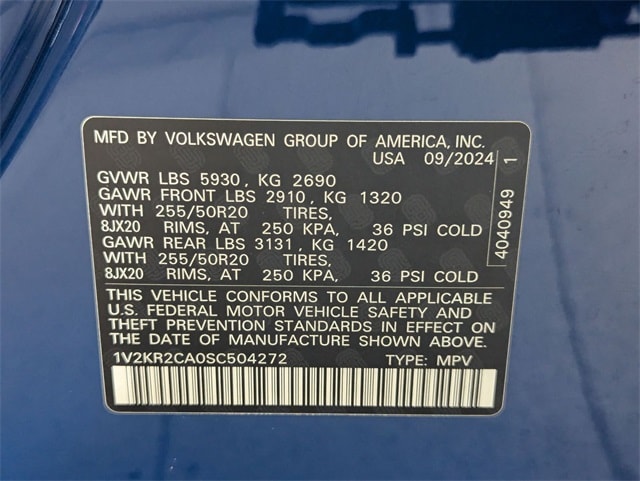 MFD BY VOLKSWAGEN GROUP OF AMERICA, INC.
USA 09/2024
GVWR LBS 5930, KG 2690
GAWR FRONT LBS 2910, KG 1320
WITH 255/50R20 TIRES,
8JX20 RIMS, AT 250 KPA, 36 PSI COLD
GAWR REAR LBS 3131, KG 1420
WITH 255/50R20 TIRES,
8JX20 RIMS, AT 250 KPA, 36 PSI COLD
4040949 1
THIS VEHICLE CONFORMS TO ALL APPLICABLE
U.S. FEDERAL MOTOR VEHICLE SAFETY AND
THEFT PREVENTION STANDARDS IN EFFECT ON
THE DATE OF MANUFACTURE SHOWN ABOVE.
1V2KR2CA0SC504272 TYPE: MPV